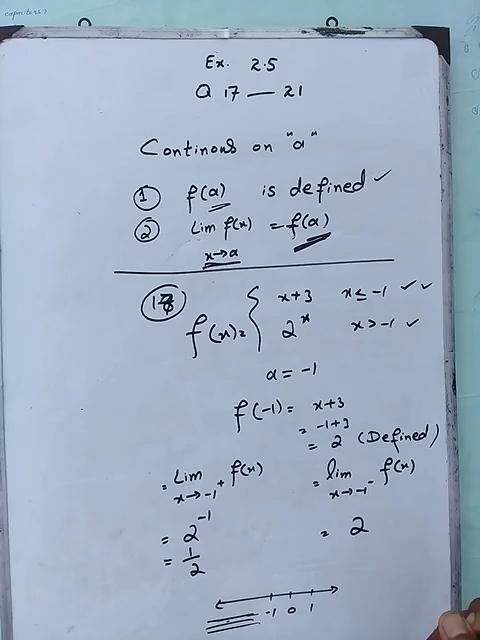 capacitors?
Ex. 2.5
Q 17 — 21
Continous on "a"
① f(a) is defined ✓
② Lim f(x) = f(a)
x→a
f(x) = { x+3 x ≤ -1 ✓✓
2^x x > -1 ✓
a = -1
f(-1) = x+3
= -1+3
= 2 (Defined)
= Lim f(x) = lim f(x)
x→-1⁺ x→-1⁻
= 2^-1 = 2
= 1/2
-1 0 1